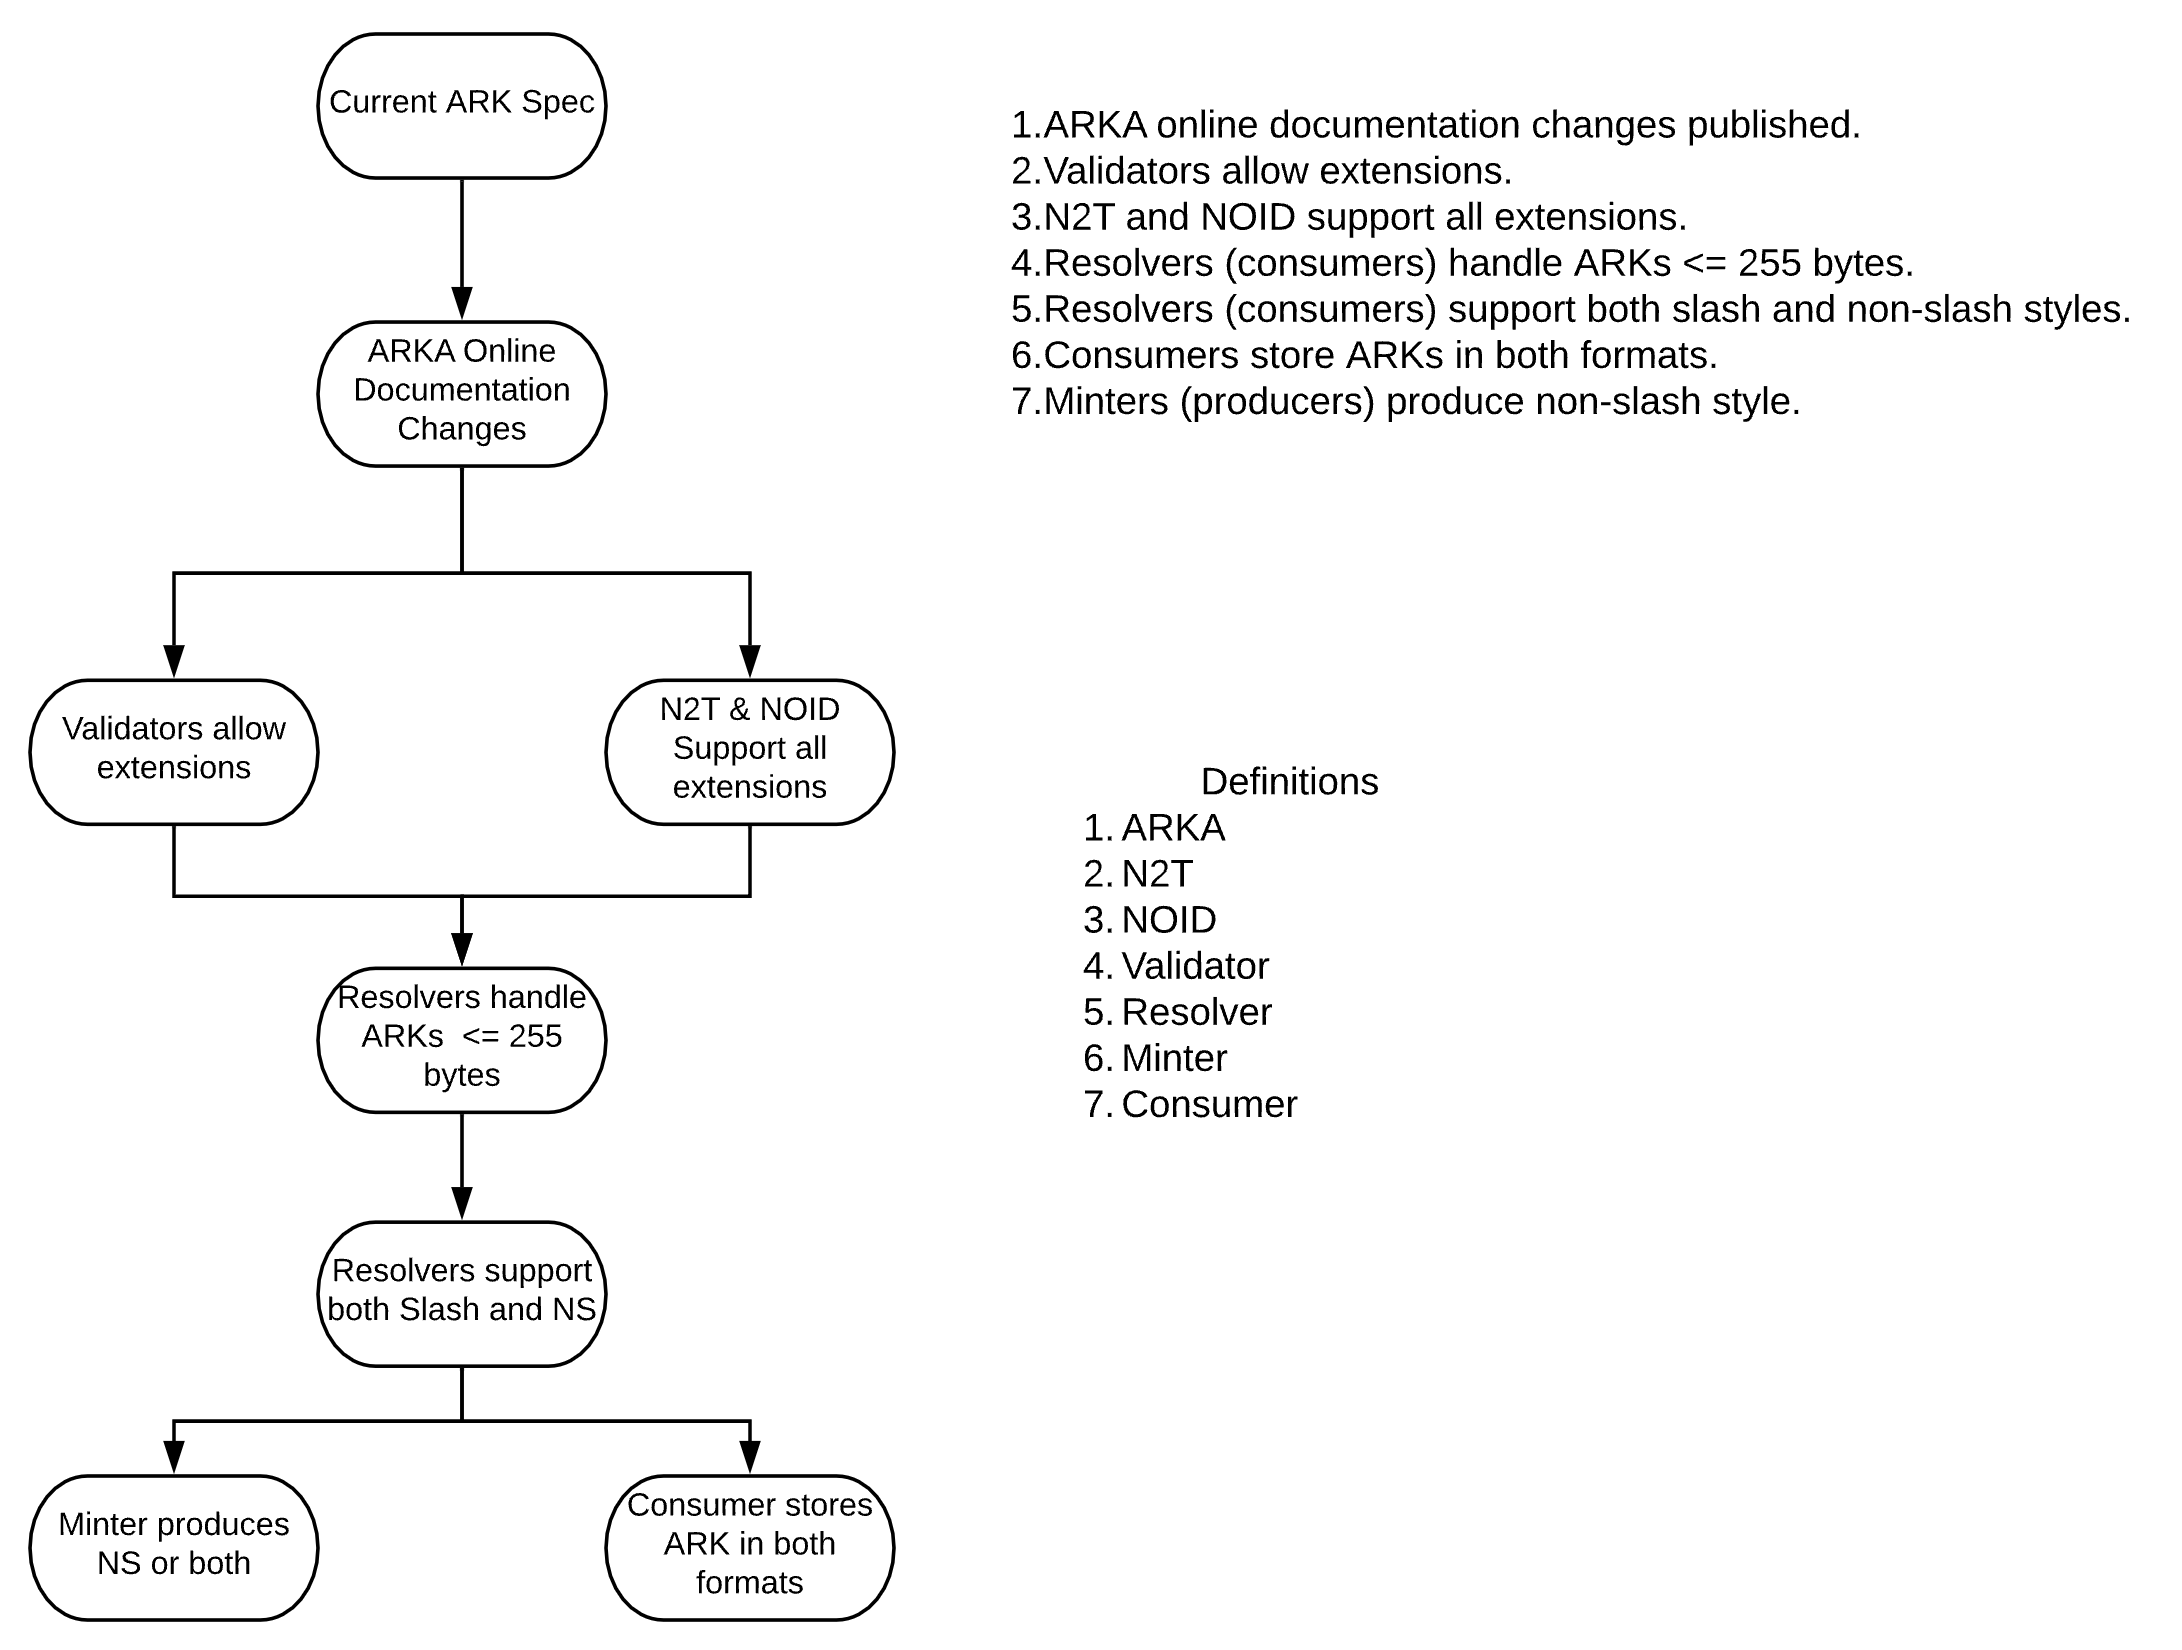 Current ARK Spec
ARKA Online
Documentation
Changes
Validators allow
extensions
N2T & NOID
Support all
extensions
Resolvers handle
ARKs  <= 255
bytes
Resolvers support
both Slash and NS
Minter produces
NS or both
Consumer stores
ARK in both
formats
1.ARKA online documentation changes published.
2.Validators allow extensions.
3.N2T and NOID support all extensions.
4.Resolvers (consumers) handle ARKs <= 255 bytes.
5.Resolvers (consumers) support both slash and non-slash styles.
6.Consumers store ARKs in both formats.
7.Minters (producers) produce non-slash style.
Definitions
1. ARKA
2. N2T
3. NOID
4. Validator
5. Resolver
6. Minter
7. Consumer